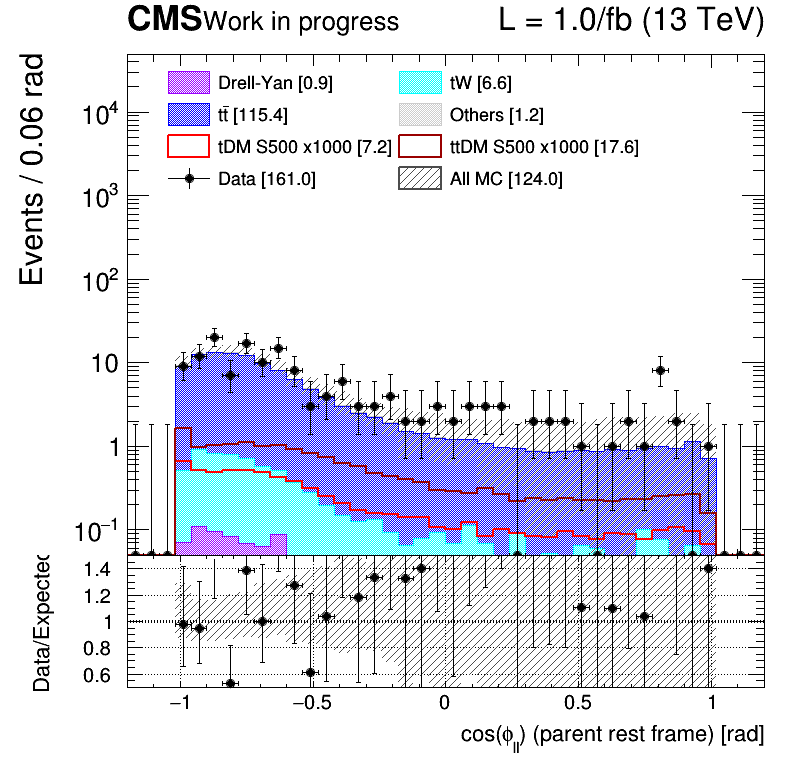 CMS Work in progress L = 1.0/fb (13 TeV)
Events / 0.06 rad
Drell-Yan [0.9] tW [6.6]
tt̄ [115.4] Others [1.2]
tDM S500 x1000 [7.2] ttDM S500 x1000 [17.6]
Data [161.0] All MC [124.0]
10⁴
10³
10²
10
1
10⁻¹
Data/Expected
1.4
1.2
1
0.8
0.6
−1 −0.5 0 0.5 1
cos(ϕ_ll) (parent rest frame) [rad]